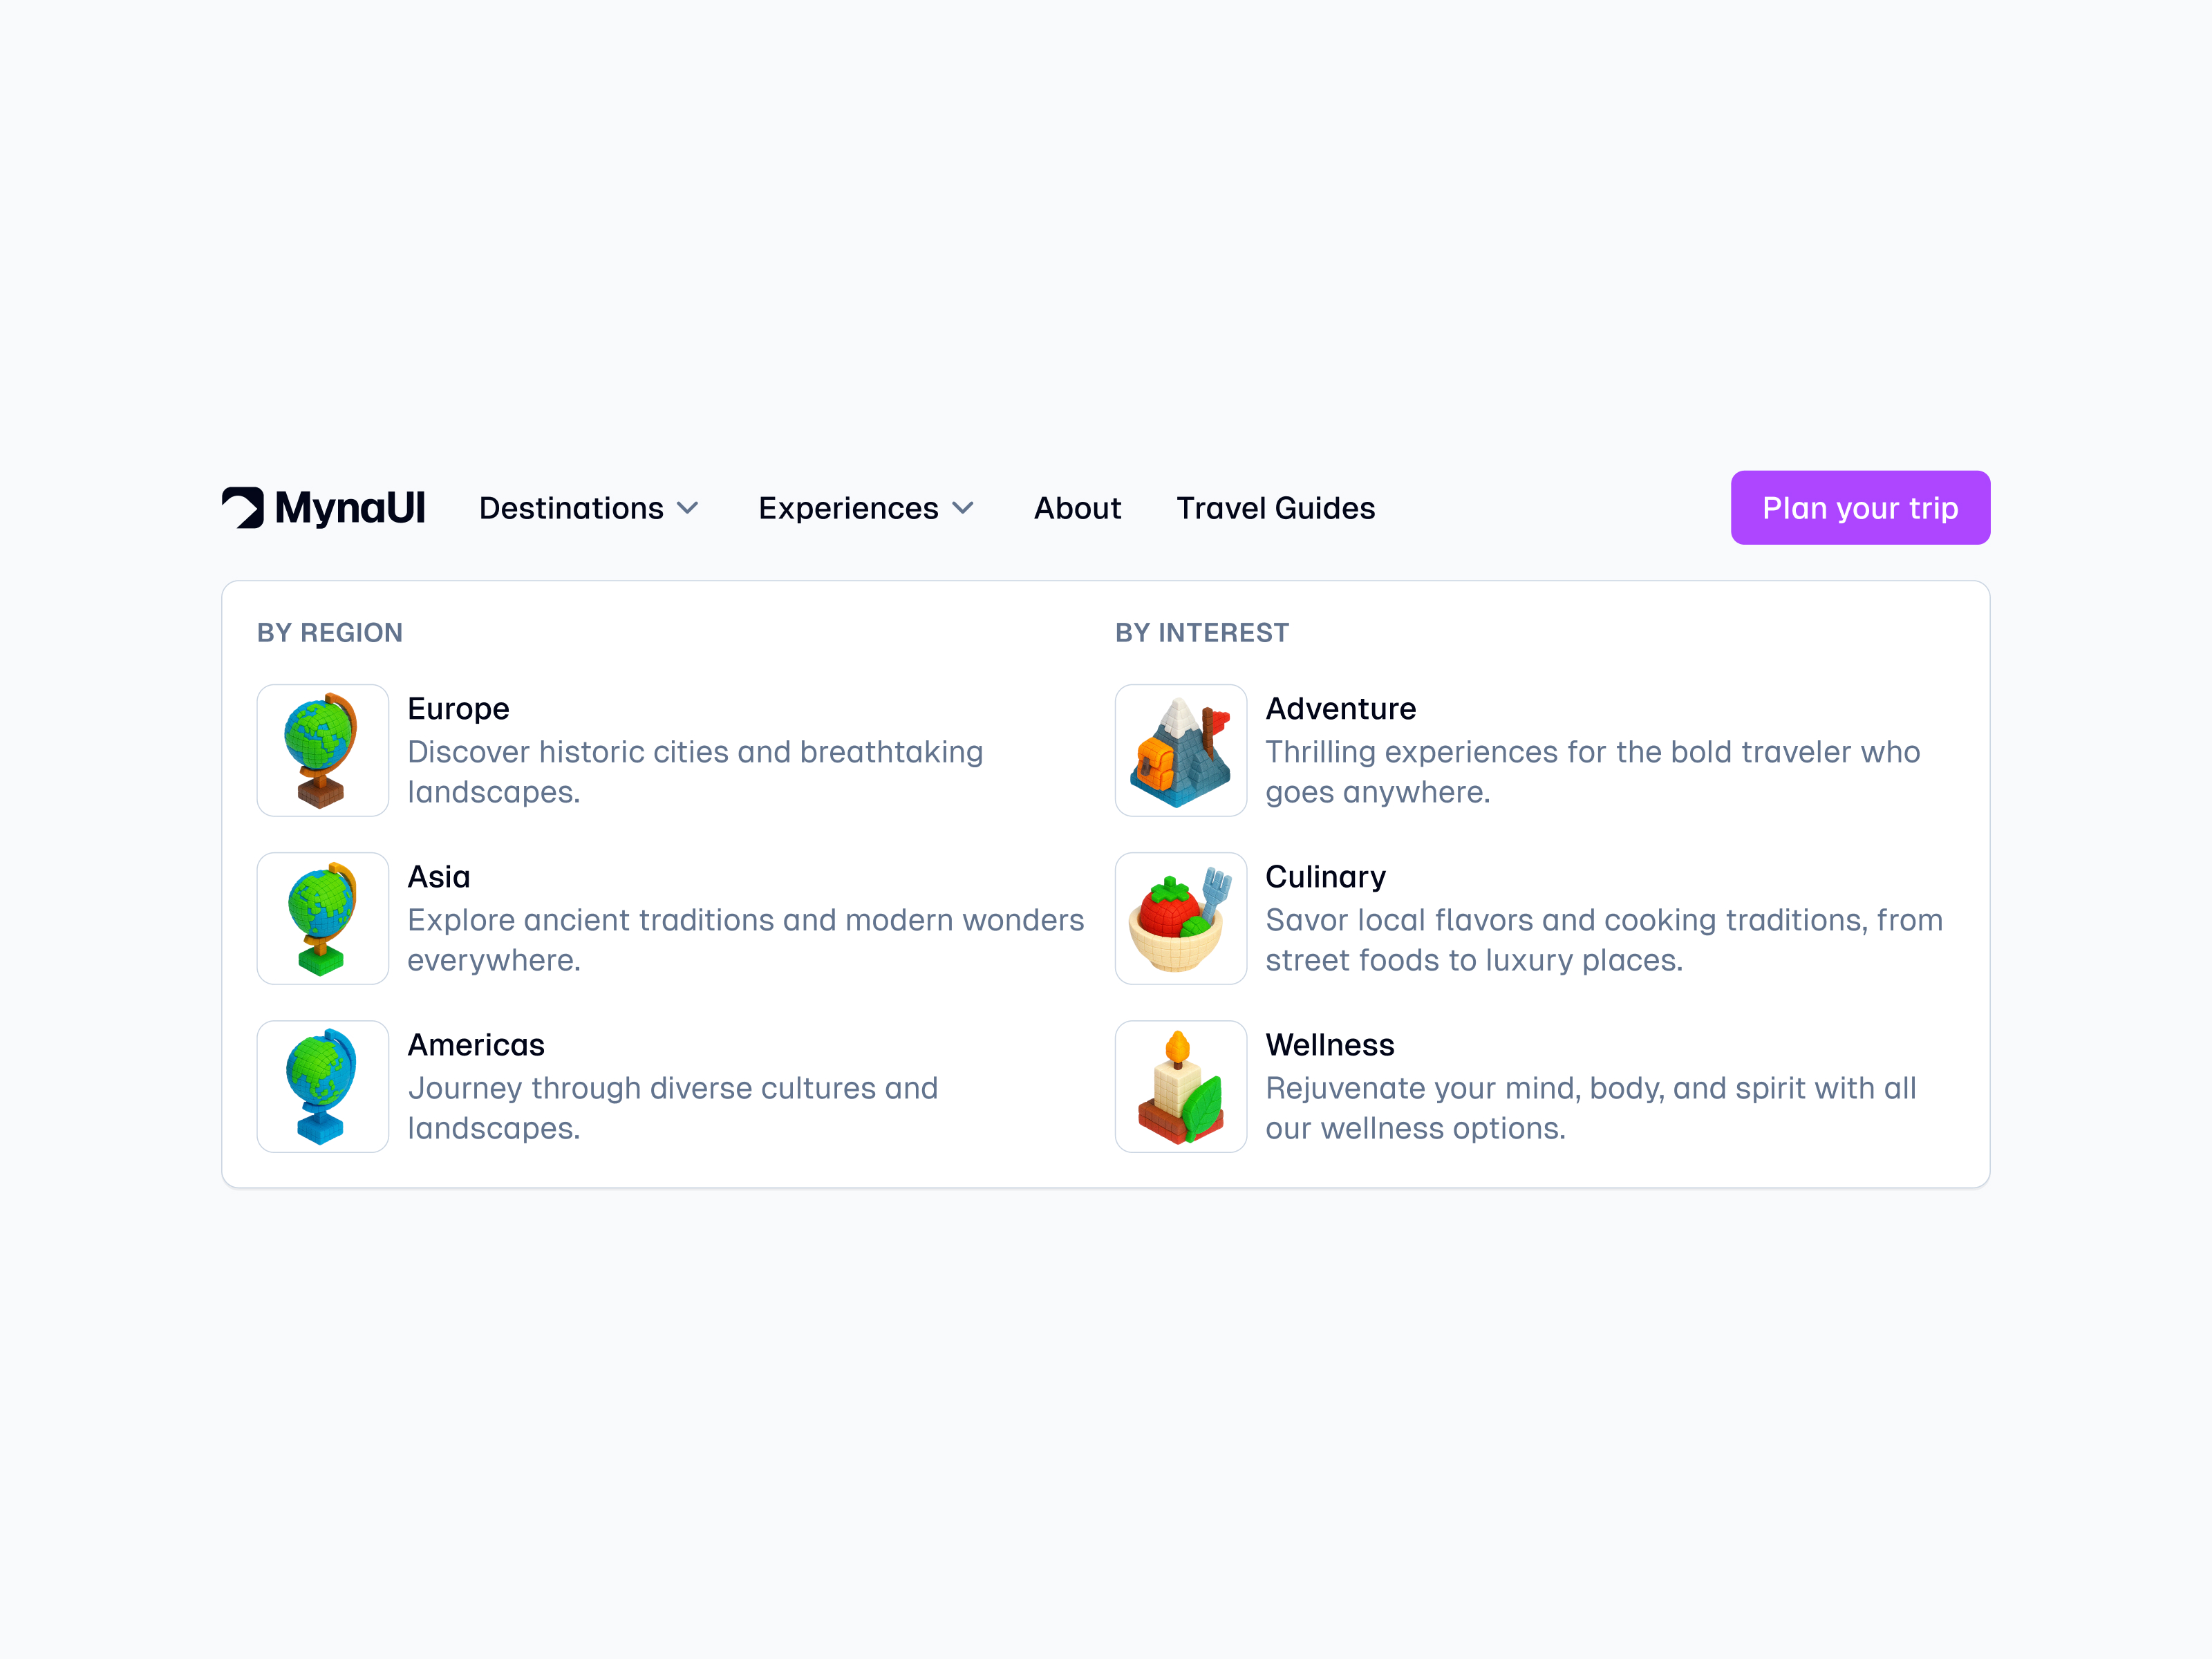 MynaUI
Destinations
Experiences
About
Travel Guides
Plan your trip
BY REGION
Europe
Discover historic cities and breathtaking
landscapes.
Asia
Explore ancient traditions and modern wonders
everywhere.
Americas
Journey through diverse cultures and
landscapes.
BY INTEREST
Adventure
Thrilling experiences for the bold traveler who
goes anywhere.
Culinary
Savor local flavors and cooking traditions, from
street foods to luxury places.
Wellness
Rejuvenate your mind, body, and spirit with all
our wellness options.